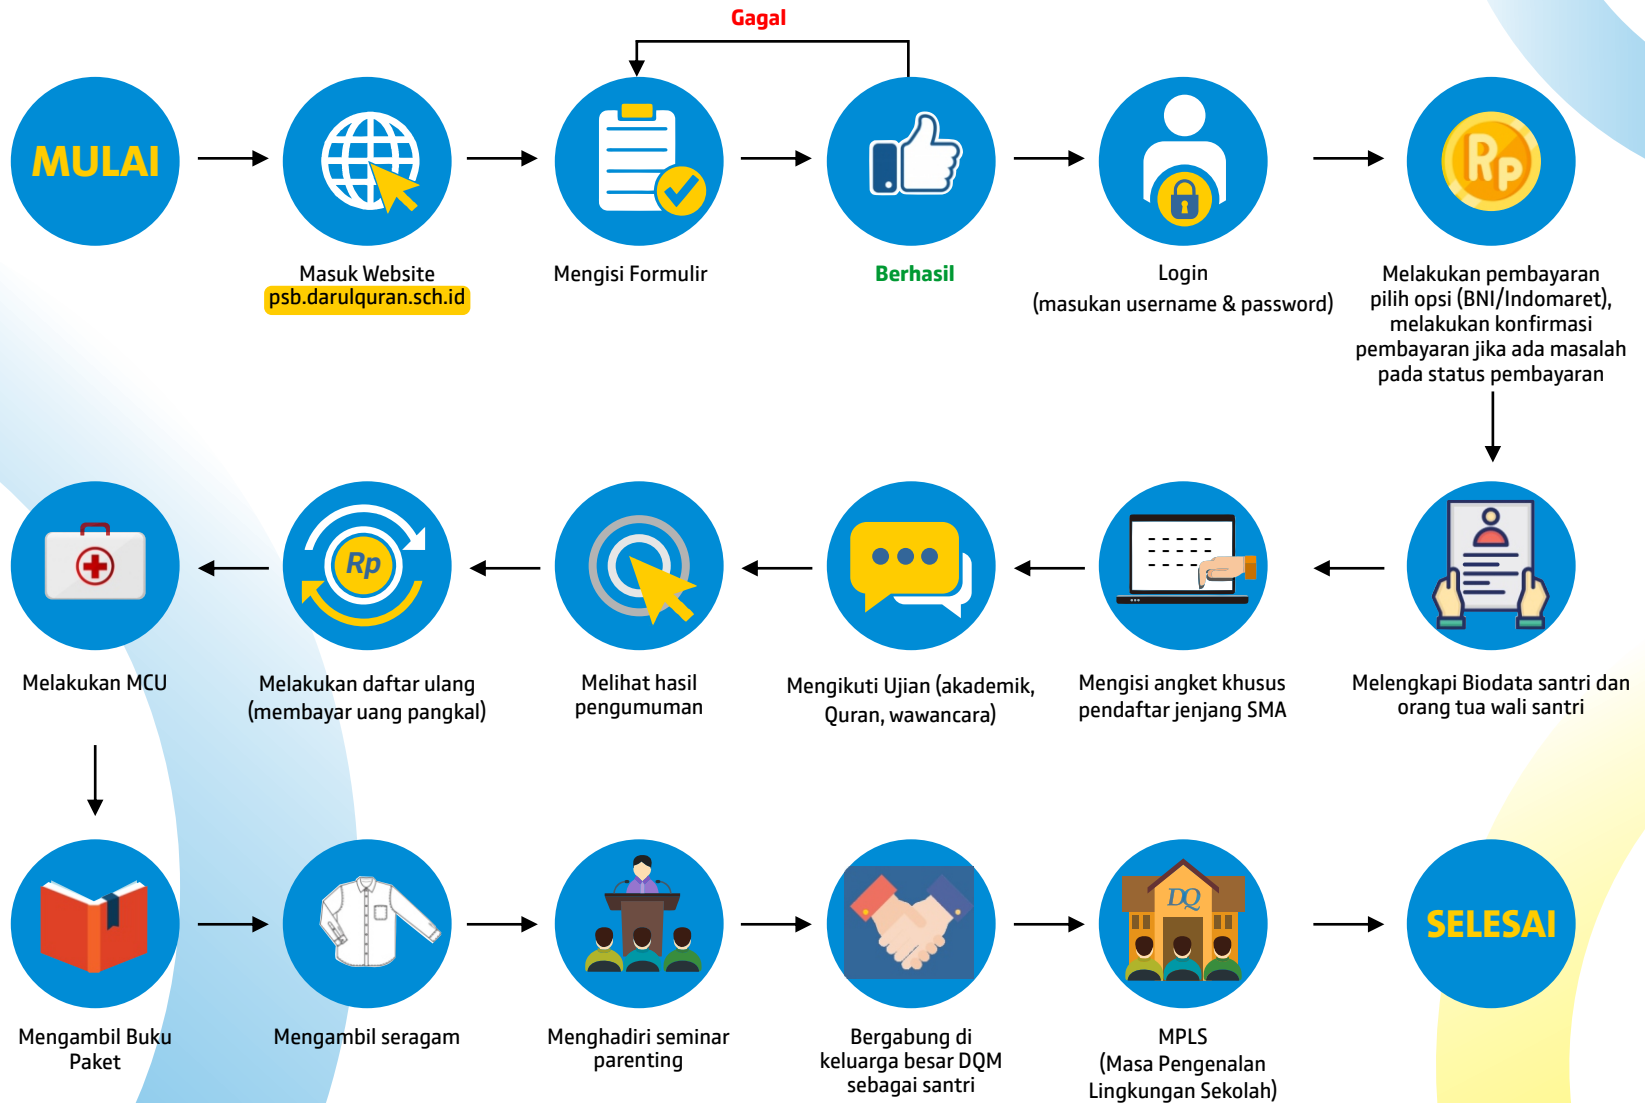 Gagal
MULAI
Masuk Website
psb.darulquran.sch.id
Mengisi Formulir
Berhasil
Login
(masukan username & password)
Rp
Melakukan pembayaran
pilih opsi (BNI/Indomaret),
melakukan konfirmasi
pembayaran jika ada masalah
pada status pembayaran
Melengkapi Biodata santri dan
orang tua wali santri
Mengisi angket khusus
pendaftar jenjang SMA
Mengikuti Ujian (akademik,
Quran, wawancara)
Melihat hasil
pengumuman
Rp
Melakukan daftar ulang
(membayar uang pangkal)
Melakukan MCU
Mengambil Buku
Paket
Mengambil seragam
Menghadiri seminar
parenting
Bergabung di
keluarga besar DQM
sebagai santri
DQ
MPLS
(Masa Pengenalan
Lingkungan Sekolah)
SELESAI